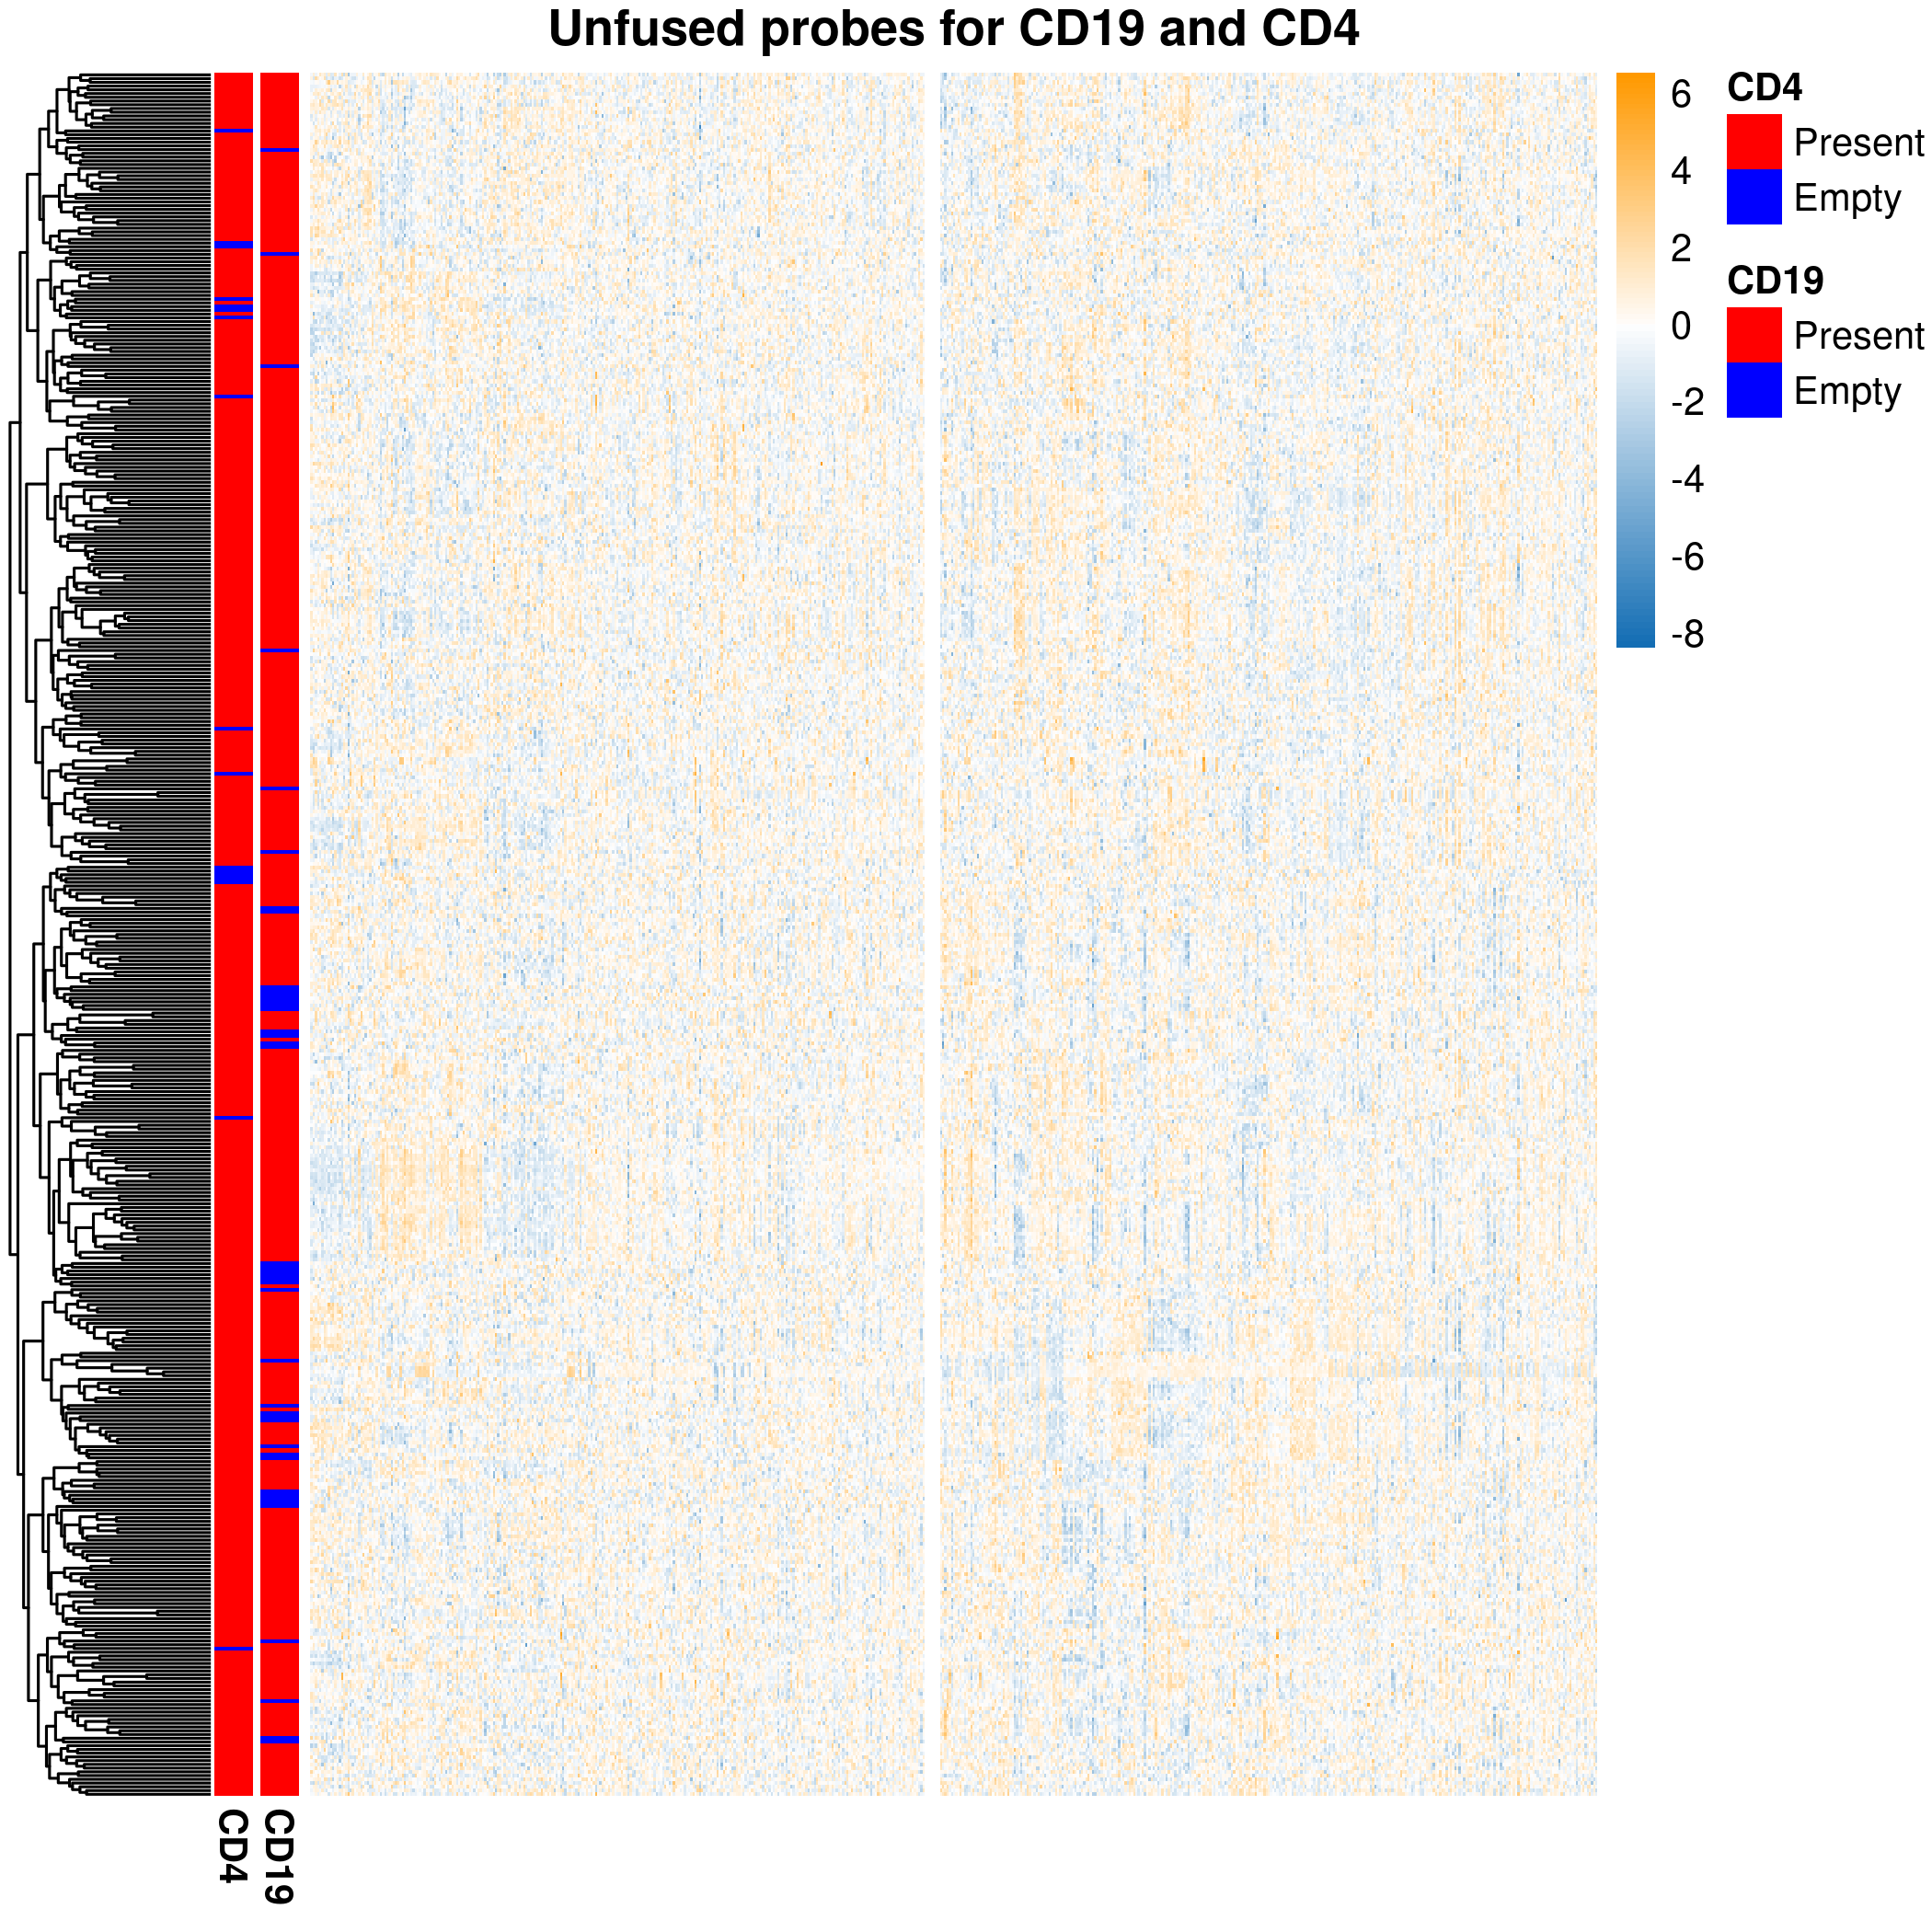 Unfused probes for CD19 and CD4
6
4
2
0
-2
-4
-6
-8
CD4
Present
Empty
CD19
Present
Empty
CD4
CD19